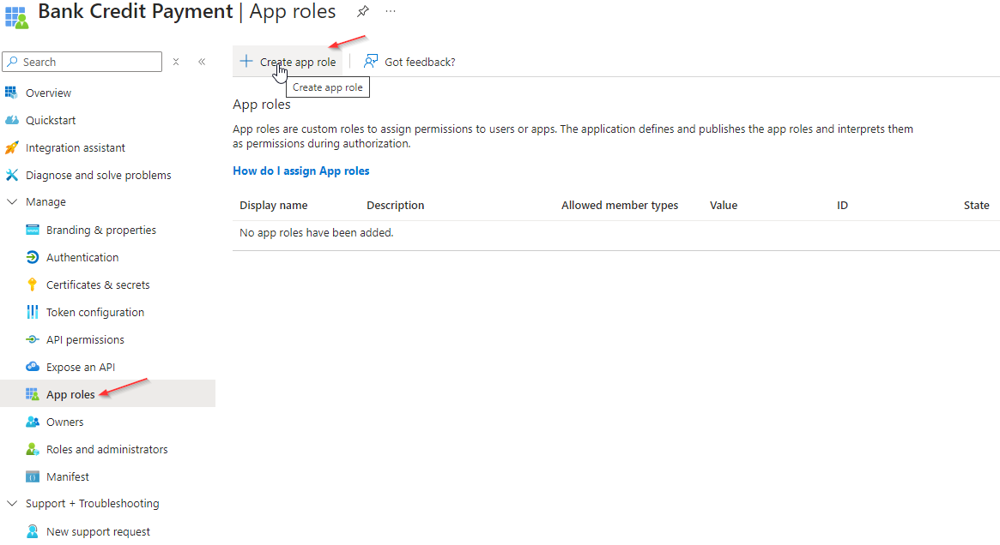 Bank Credit Payment | App roles
Search
Overview
Quickstart
Integration assistant
Diagnose and solve problems
Manage
Branding & properties
Authentication
Certificates & secrets
Token configuration
API permissions
Expose an API
App roles
Owners
Roles and administrators
Manifest
Support + Troubleshooting
New support request
Create app role
Got feedback?
Create app role
App roles
App roles are custom roles to assign permissions to users or apps. The application defines and publishes the app roles and interprets them
as permissions during authorization.
How do I assign App roles
Display name Description Allowed member types Value ID State
No app roles have been added.